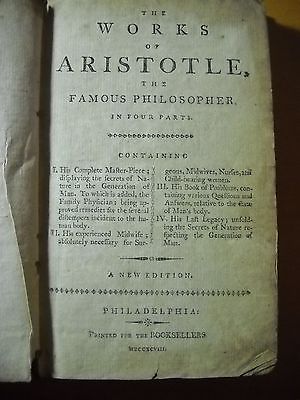 THE
WORKS
OF
ARISTOTLE,
THE
FAMOUS PHILOSOPHER,
IN FOUR PARTS.
CONTAINING
I. His Complete Master-Piece;
displaying the secrets of Na-
ture in the Generation of
Man. To which is added, the
Family Physician; being ap-
proved remedies for the several
distempers incident to the hu-
man body.
II. His experienced Midwife;
absolutely necessary for Sur-
geons, Midwives, Nurses, and
Child-bearing women.
III. His Book of Problems, con-
taining various Questions and
Answers, relative to the state
of Man's body.
IV. His Last Legacy; unfold-
ing the Secrets of Nature re-
specting the Generation of
Man.
A NEW EDITION.
PHILADELPHIA:
PRINTED FOR THE BOOKSELLERS.
MDCCXCVIII.